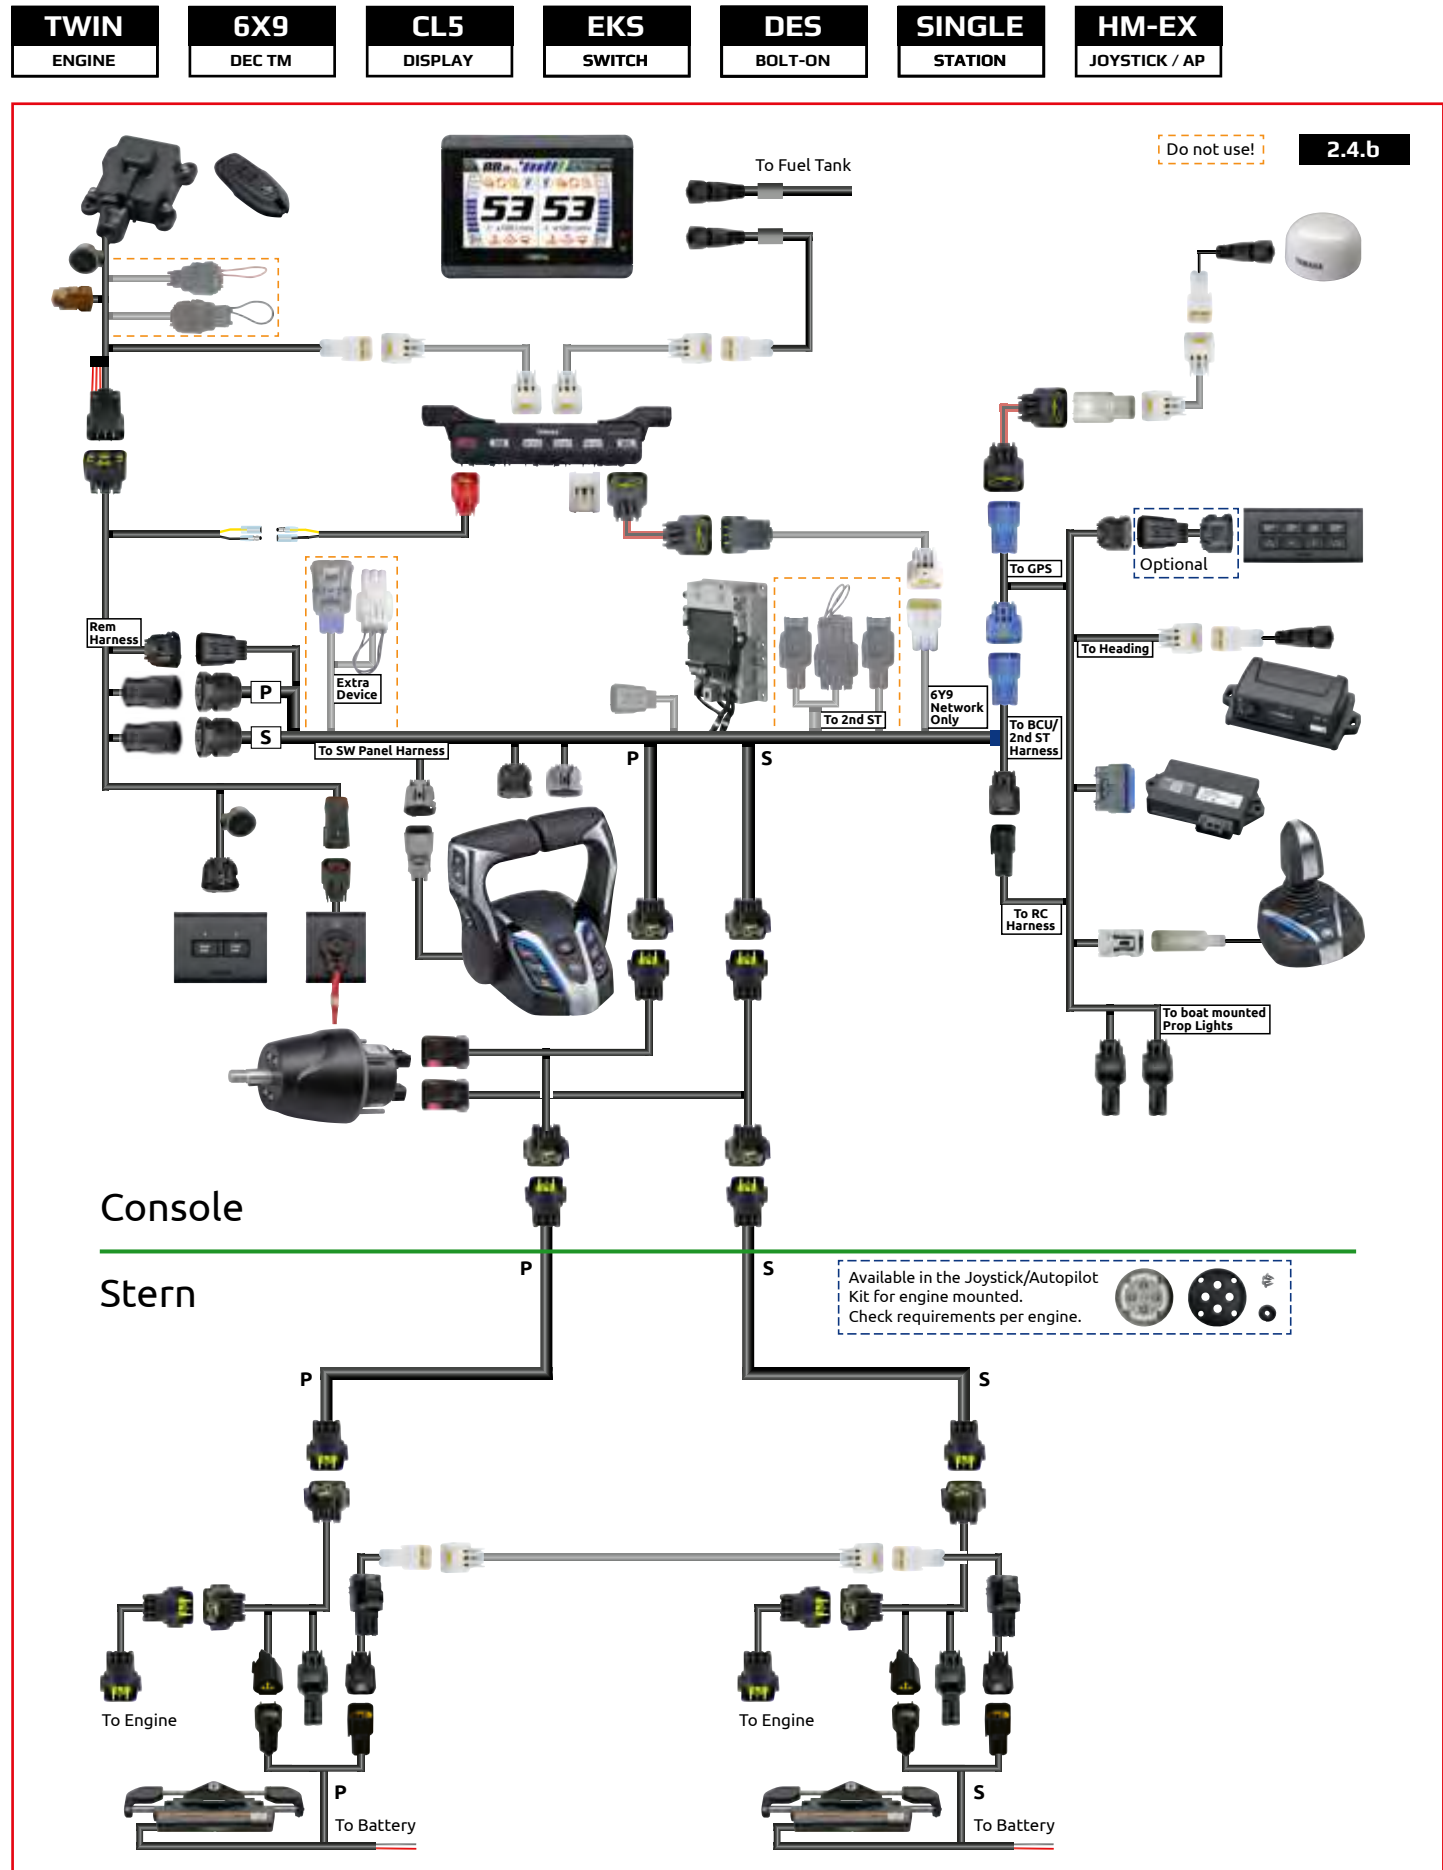 TWIN
ENGINE
6X9
DEC TM
CL5
DISPLAY
EKS
SWITCH
DES
BOLT-ON
SINGLE
STATION
HM-EX
JOYSTICK / AP
Do not use!
2.4.b
To Fuel Tank
53 53
YAMAHA
To GPS
Optional
Rem
Harness
To Heading
P
Extra
Device
6Y9
Network
Only
To 2nd ST
To BCU/
2nd ST
Harness
S
To SW Panel Harness
P
S
To RC
Harness
To boat mounted
Prop Lights
Console
Stern
P
S
Available in the Joystick/Autopilot
Kit for engine mounted.
Check requirements per engine.
P
S
To Engine
To Engine
P
S
To Battery
To Battery